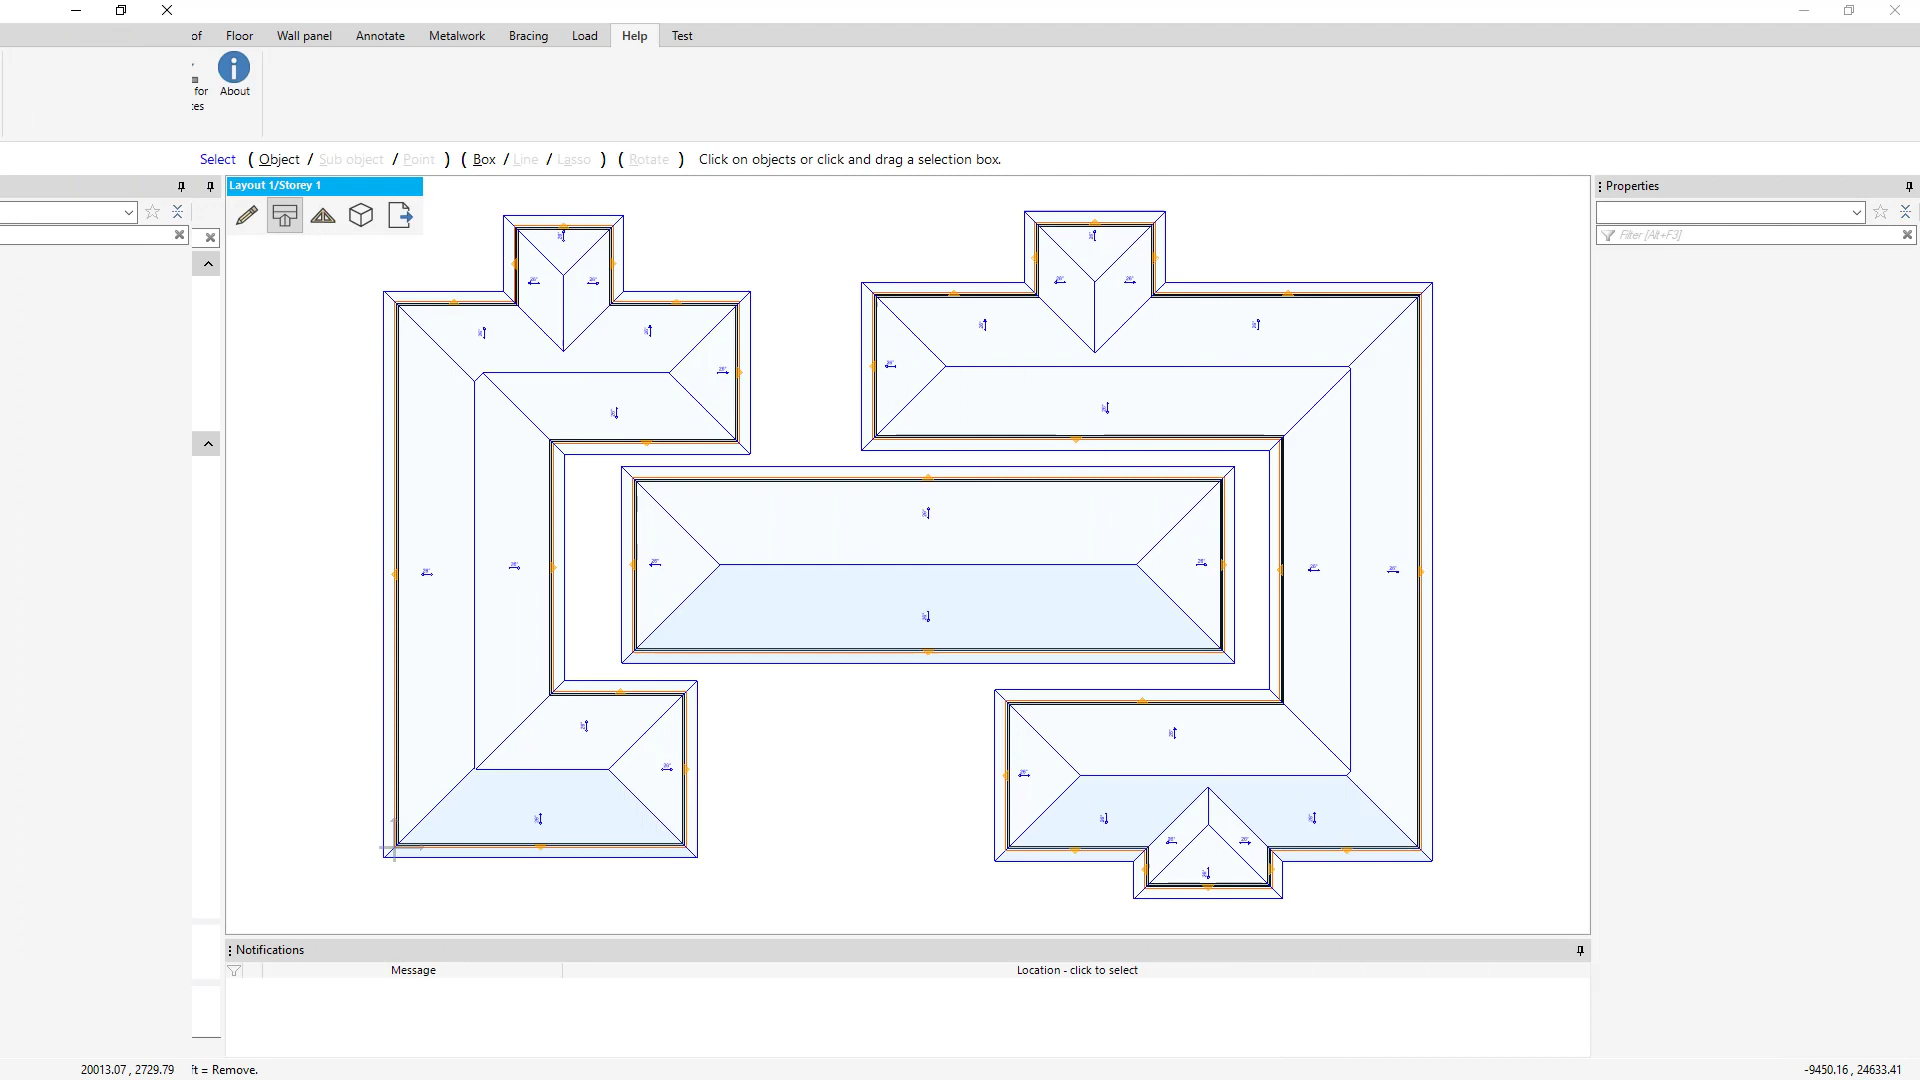 of Floor Wall panel Annotate Metalwork Bracing Load Help Test
for About
Select ( Object / Sub object / Point ) ( Box / Line / Lasso ) ( Rotate ) Click on objects or click and drag a selection box.
Layout 1/Storey 1
Properties
Filter [Alt+F3]
Notifications
Message Location - click to select
20013.07 , 2729.79 ft = Remove. -9450.16 , 24633.41